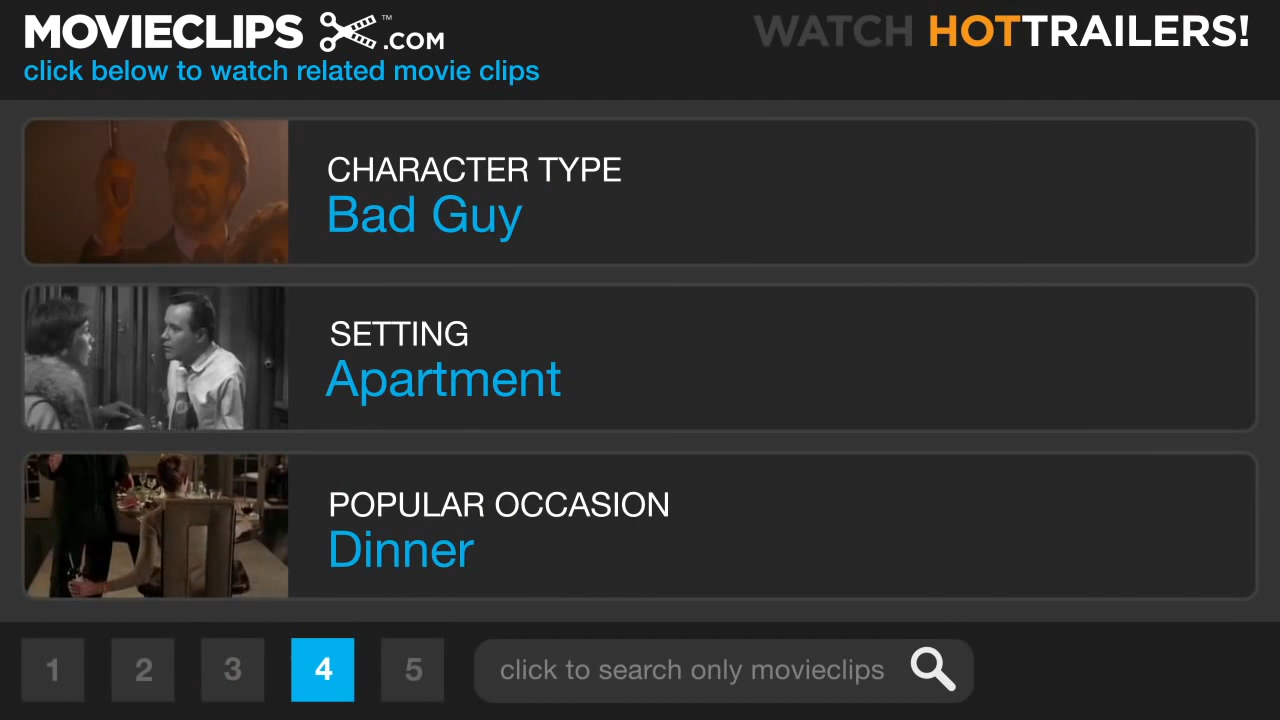 MOVIECLIPS ™.COM
WATCH HOTTRAILERS!
click below to watch related movie clips
CHARACTER TYPE
Bad Guy
SETTING
Apartment
POPULAR OCCASION
Dinner
1 2 3 4 5
click to search only movieclips